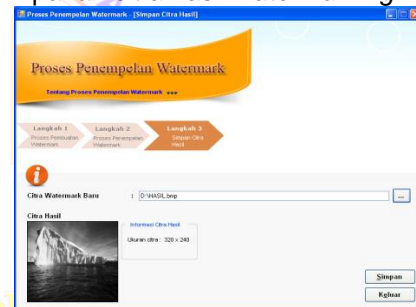 Proses Penempelan Watermark - [Simpan Citra Hasil]
Proses Penempelan Watermark
Tentang Proses Penempelan Watermark
Langkah 1
Proses Pembuatan
Watermark
Langkah 2
Proses Penempelan
Watermark
Langkah 3
Simpan Citra
Hasil
Citra Watermark Baru : D:\HASIL.bmp ...
Citra Hasil
Informasi Citra Hasil
Ukuran citra : 320 x 240
Simpan
Keluar